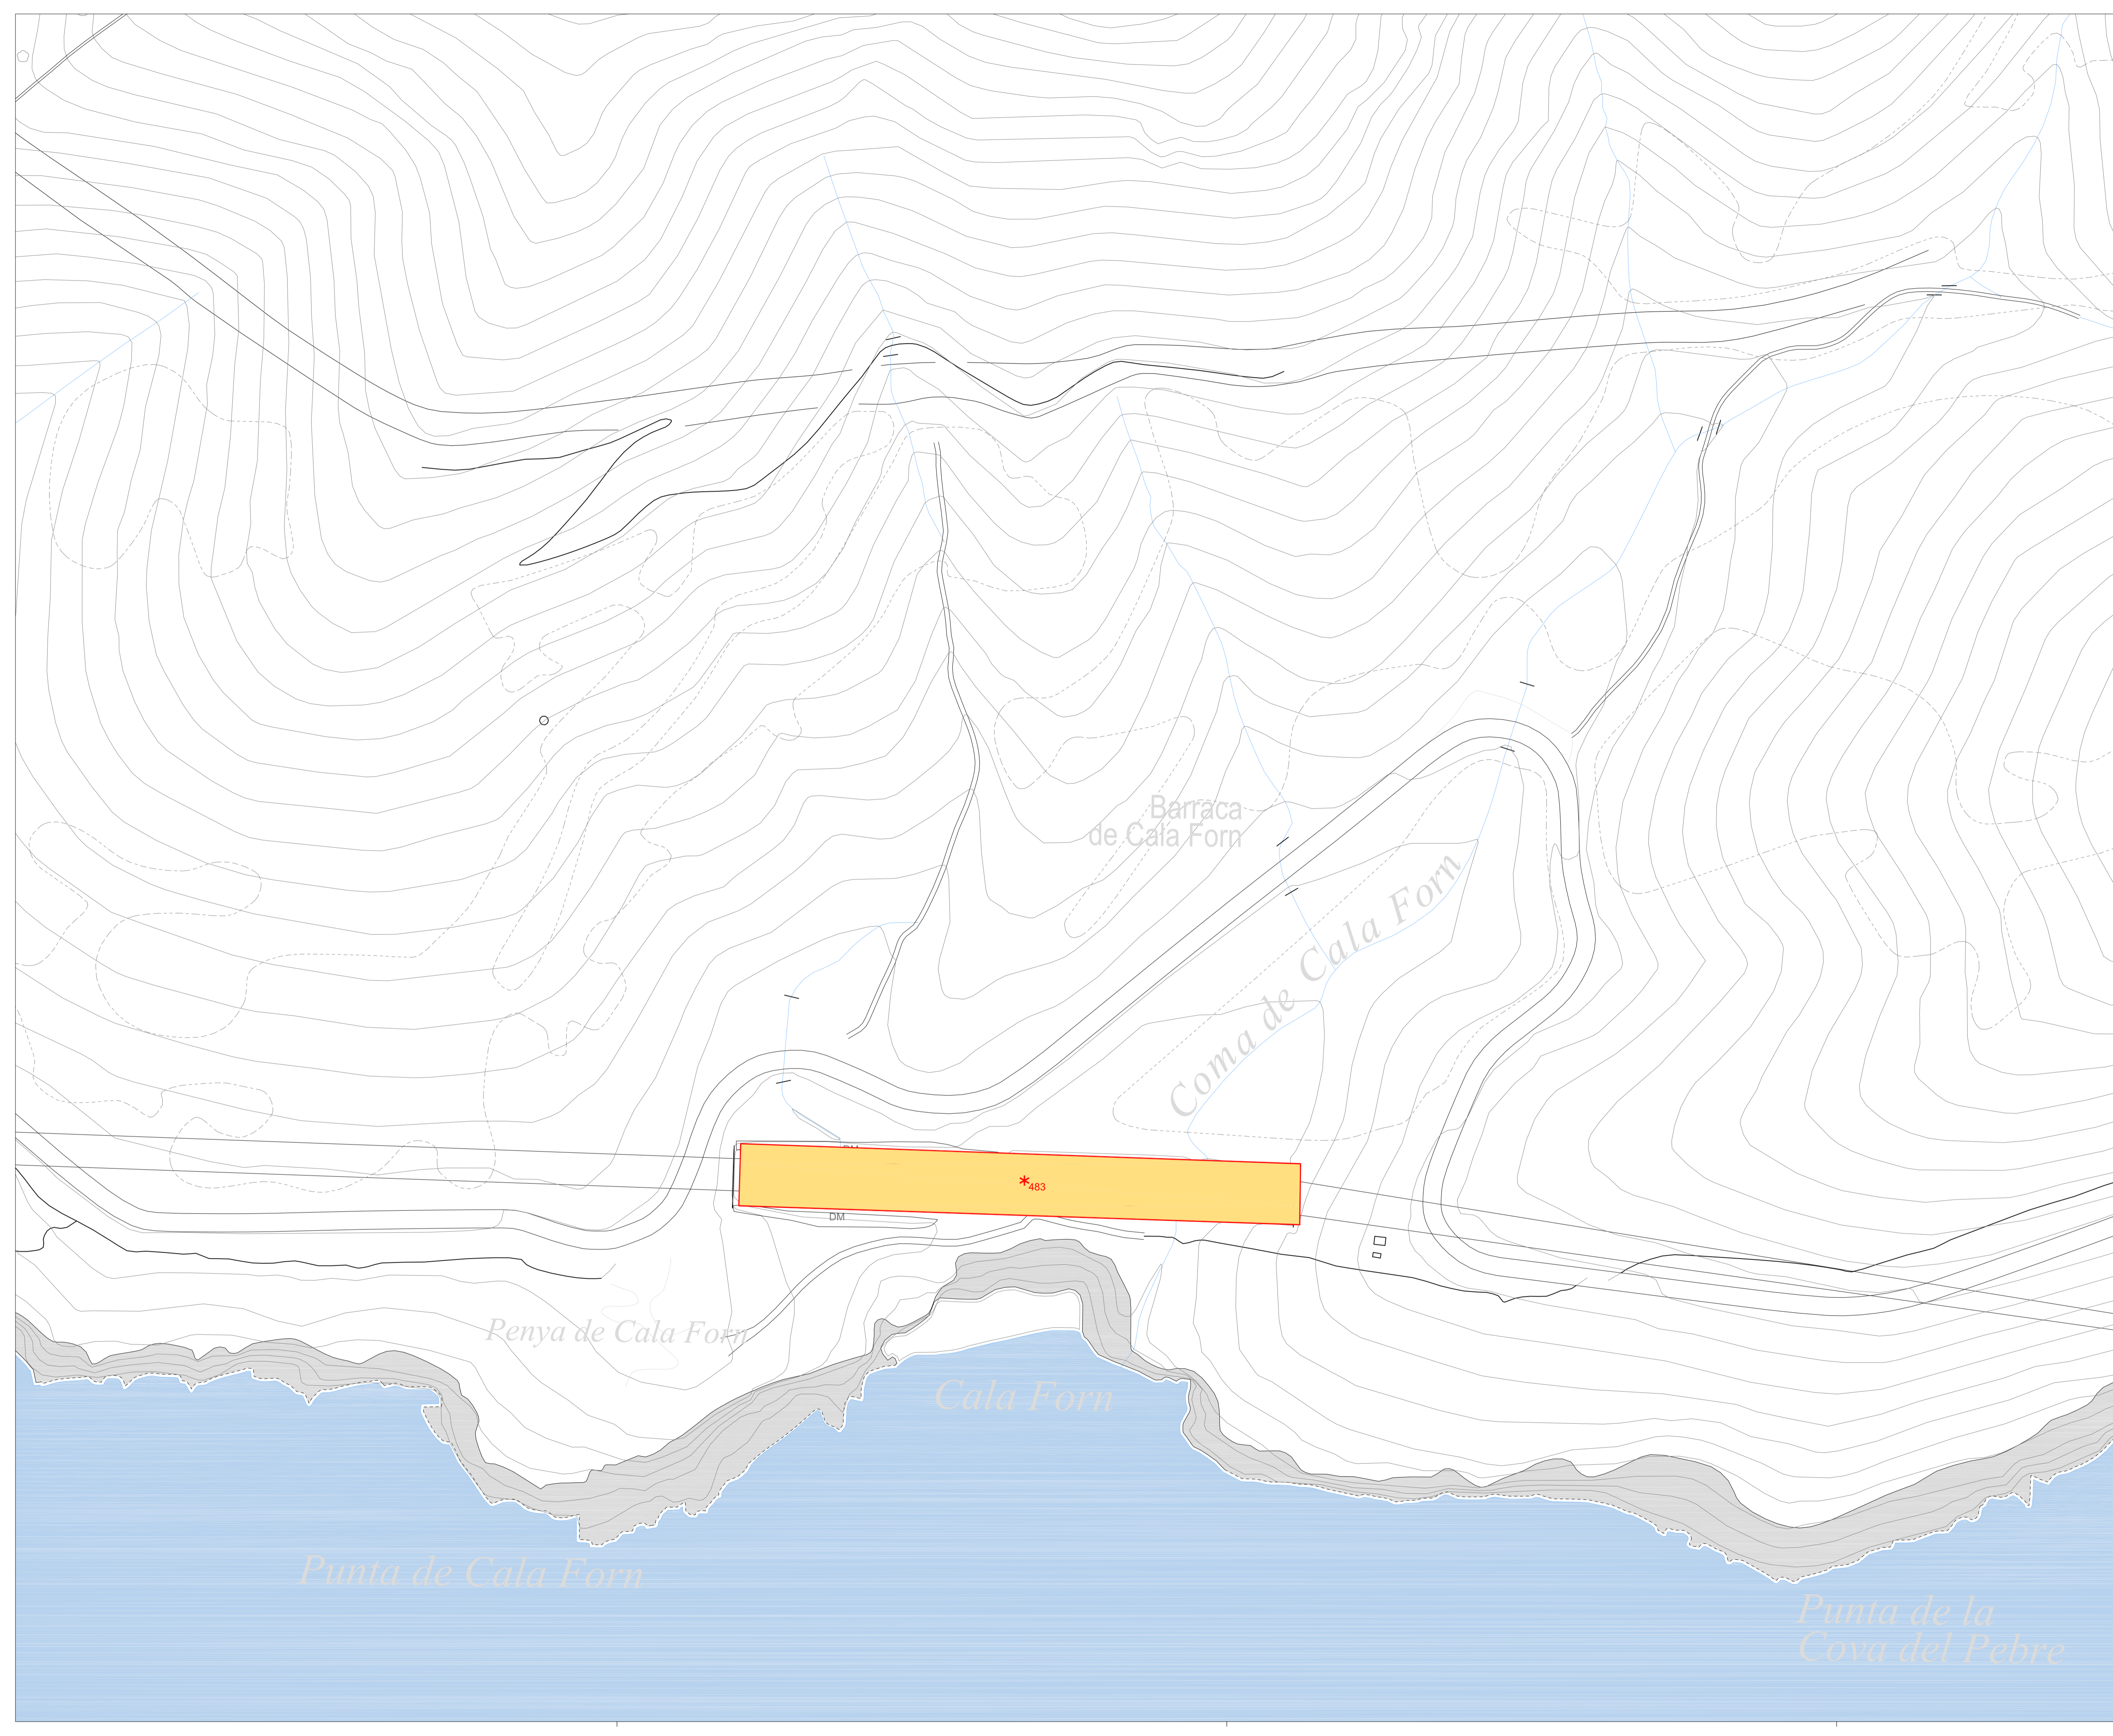 Barraca
de Cala Forn
Coma de Cala Forn
*483
DM
Penya de Cala Forn
Cala Forn
Punta de Cala Forn
Punta de la
Cova del Pebre